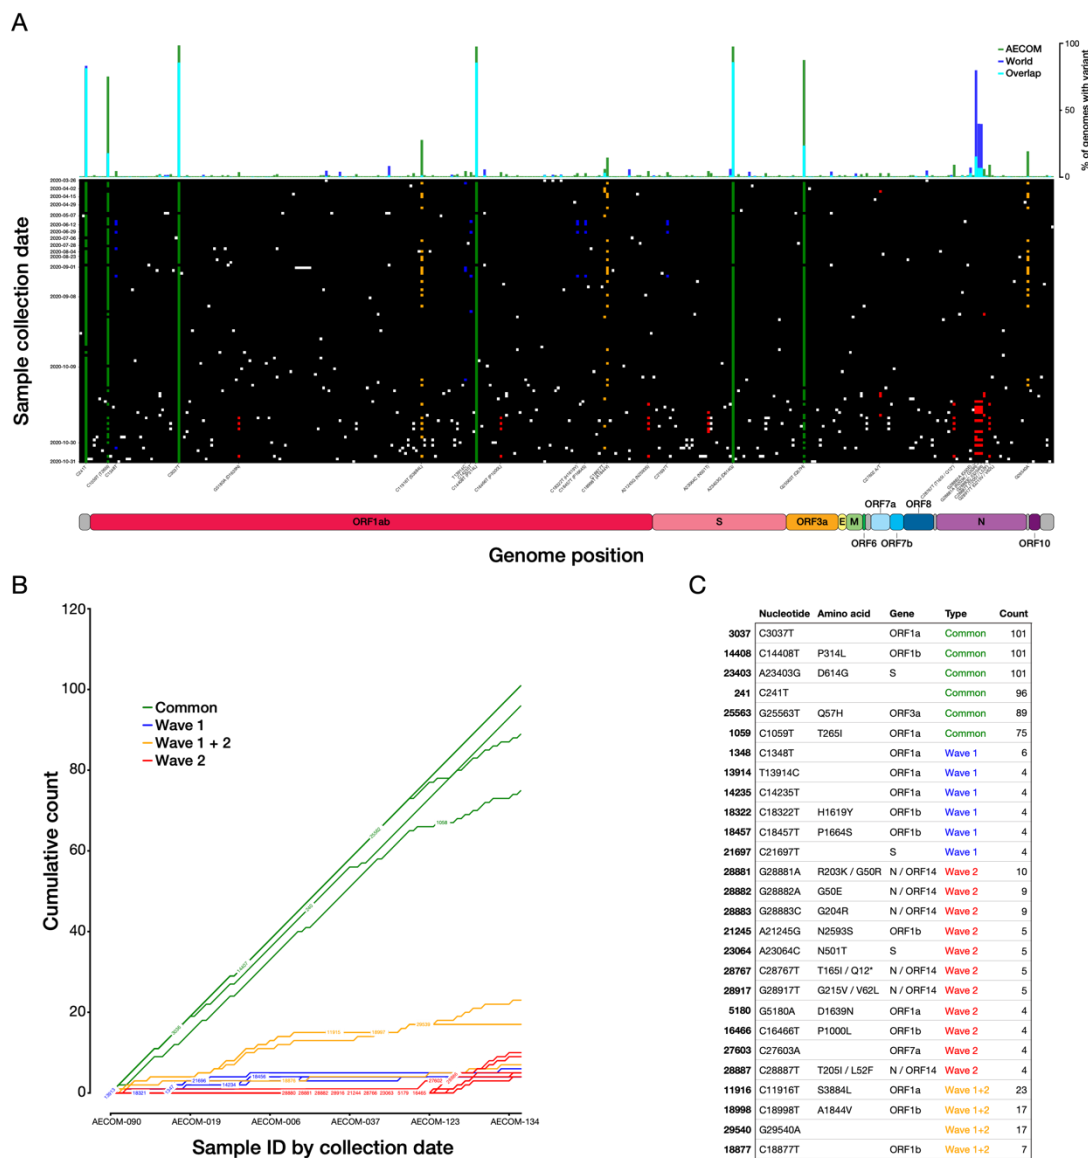 A
AECOM
World
Overlap
100
50
0
% of genomes with variant
Sample collection date
2020-03-26
2020-04-02
2020-04-15
2020-04-29
2020-05-07
2020-06-12
2020-06-29
2020-07-06
2020-07-28
2020-08-04
2020-08-23
2020-09-01
2020-09-08
2020-10-09
2020-10-30
2020-10-31
ORF1ab
S
ORF3a
E
M
ORF7a
ORF8
N
ORF6
ORF7b
ORF10
Genome position
B
120
100
80
60
40
20
0
Cumulative count
Common
Wave 1
Wave 1 + 2
Wave 2
AECOM-090
AECOM-019
AECOM-006
AECOM-037
AECOM-123
AECOM-134
Sample ID by collection date
C
Nucleotide Amino acid Gene Type Count
3037 C3037T ORF1a Common 101
14408 C14408T P314L ORF1b Common 101
23403 A23403G D614G S Common 101
241 C241T Common 96
25563 G25563T Q57H ORF3a Common 89
1059 C1059T T265I ORF1a Common 75
1348 C1348T ORF1a Wave 1 6
13914 T13914C ORF1a Wave 1 4
14235 C14235T ORF1a Wave 1 4
18322 C18322T H1619Y ORF1b Wave 1 4
18457 C18457T P1664S ORF1b Wave 1 4
21697 C21697T S Wave 1 4
28881 G28881A R203K / G50R N / ORF14 Wave 2 10
28882 G28882A G50E N / ORF14 Wave 2 9
28883 G28883C G204R N / ORF14 Wave 2 9
21245 A21245G N2593S ORF1b Wave 2 5
23064 A23064C N501T S Wave 2 5
28767 C28767T T165I / Q12* N / ORF14 Wave 2 5
28917 G28917T G215V / V62L N / ORF14 Wave 2 5
5180 G5180A D1639N ORF1a Wave 2 4
16466 C16466T P1000L ORF1b Wave 2 4
27603 C27603A ORF7a Wave 2 4
28887 C28887T T205I / L52F N / ORF14 Wave 2 4
11916 C11916T S3884L ORF1a Wave 1+2 23
18998 C18998T A1844V ORF1b Wave 1+2 17
29540 G29540A Wave 1+2 17
18877 C18877T ORF1b Wave 1+2 7